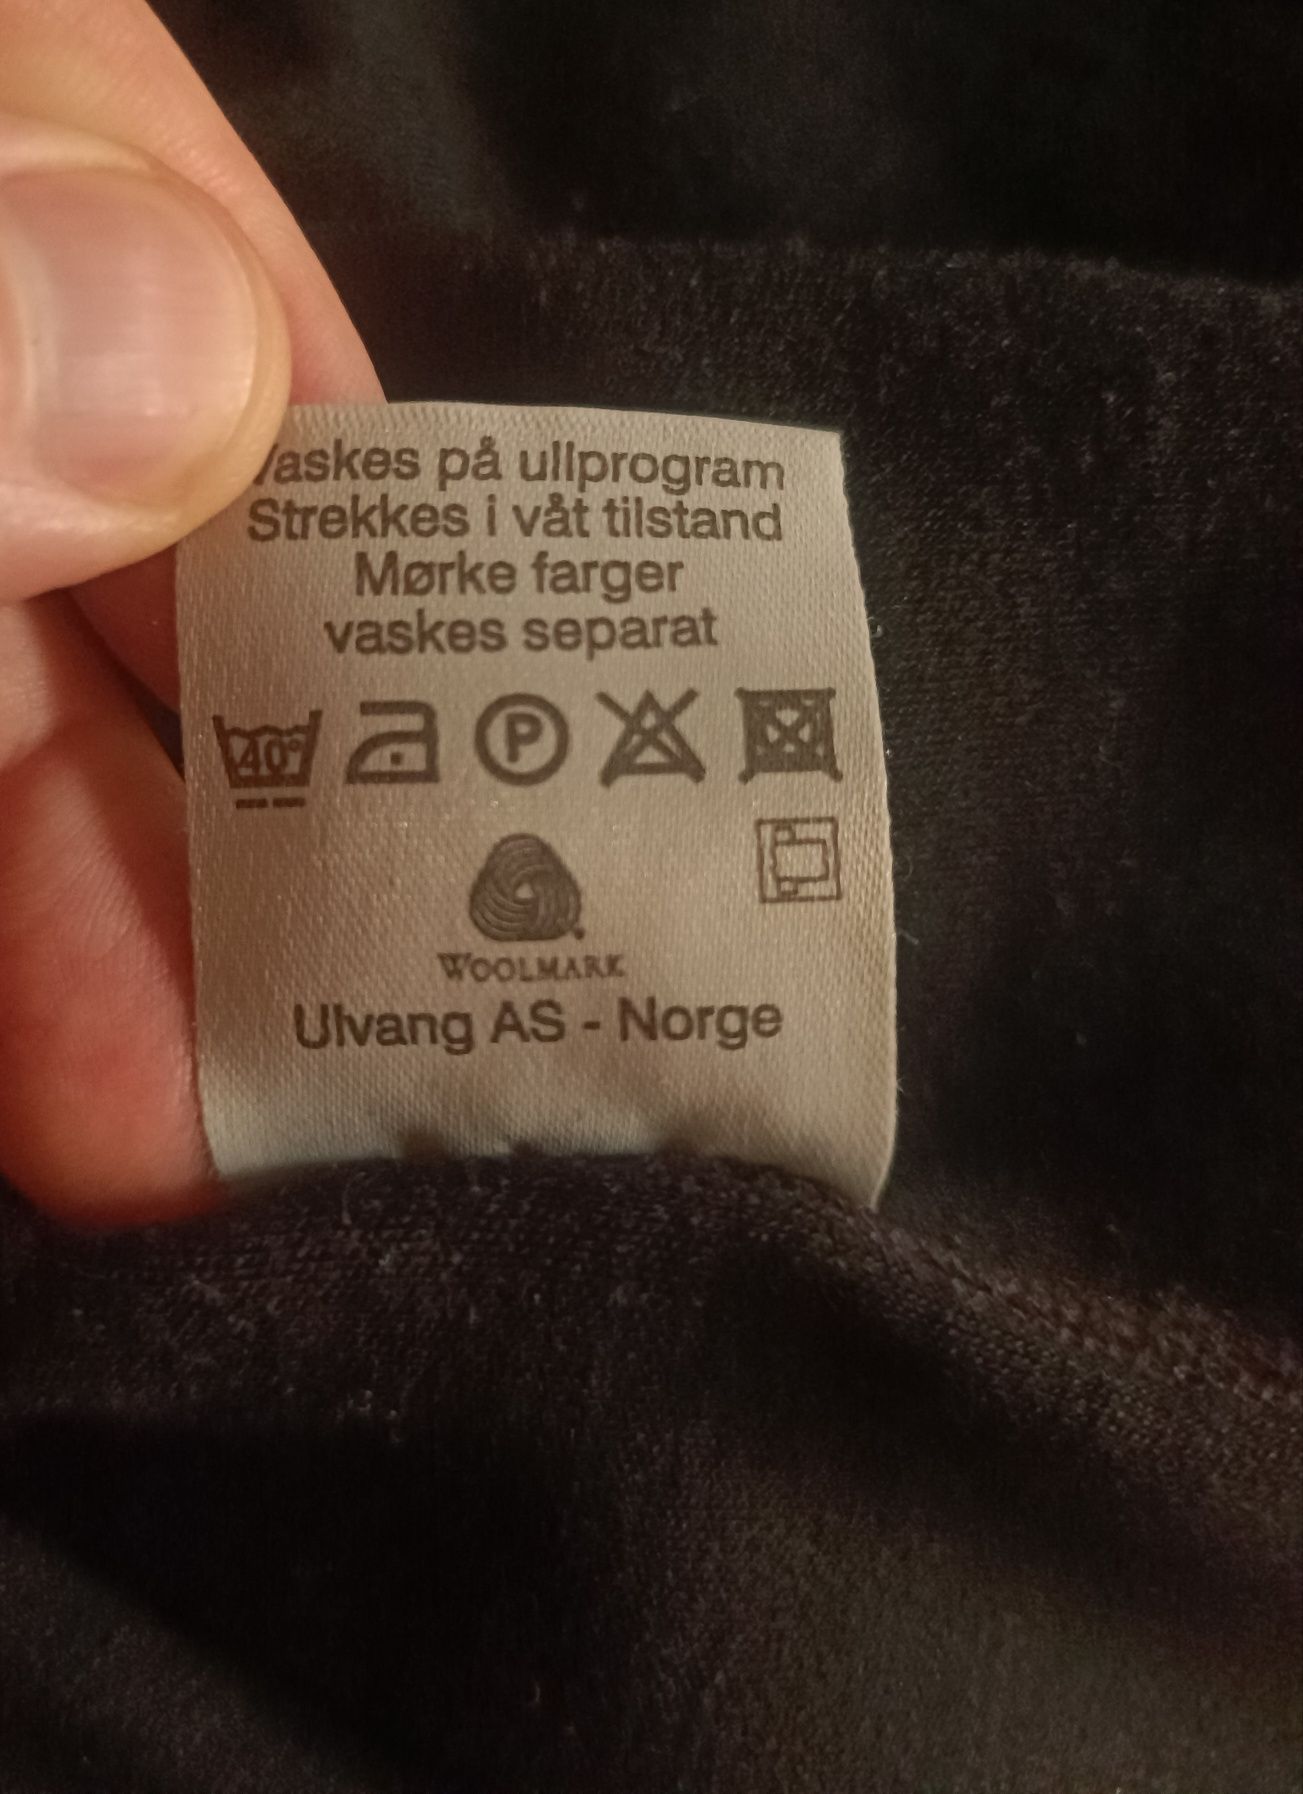 Vaskes på ullprogram
Strekkes i våt tilstand
Mørke farger
vaskes separat
40° P
WOOLMARK
Ulvang AS - Norge